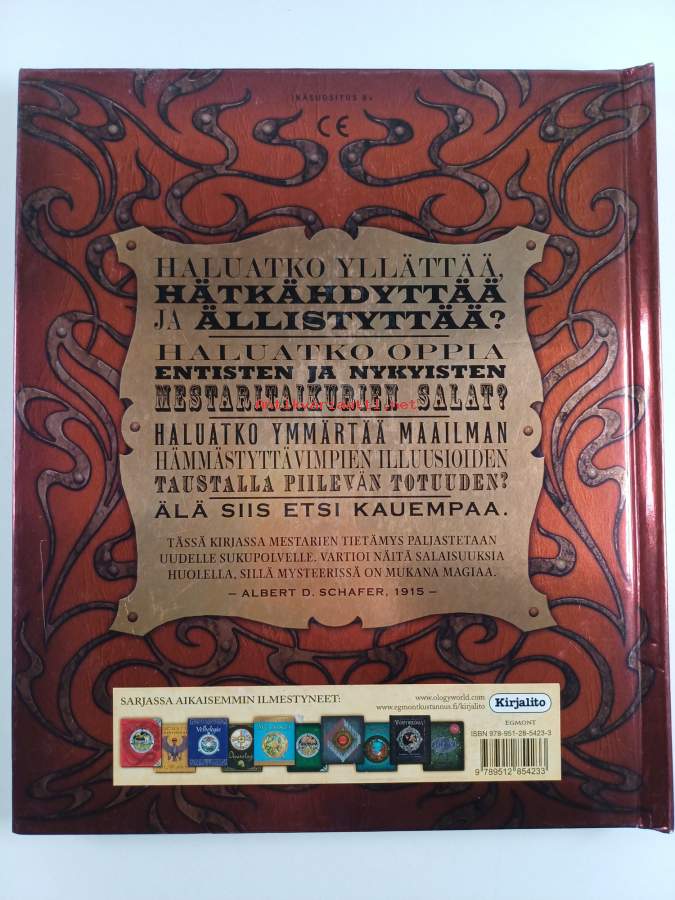 IKÄSUOSITUS 8+
CE
HALUATKO YLLÄTTÄÄ,
HÄTKÄHDYTTÄÄ
JA ÄLLISTYTTÄÄ?
HALUATKO OPPIA
ENTISTEN JA NYKYISTEN
MESTARITAIKURIEN SALAT?
HALUATKO YMMÄRTÄÄ MAAILMAN
HÄMMÄSTYTTÄVIMPIEN ILLUUSIOIDEN
TAUSTALLA PIILEVÄN TOTUUDEN?
ÄLÄ SIIS ETSI KAUEMPAA.
TÄSSÄ KIRJASSA MESTARIEN TIETÄMYS PALJASTETAAN
UUDELLE SUKUPOLVELLE. VARTIOI NÄITÄ SALAISUUKSIA
HUOLELLA, SILLÄ MYSTEERISSÄ ON MUKANA MAGIAA.
– ALBERT D. SCHAFER, 1915 –
SARJASSA AIKAISEMMIN ILMESTYNEET:
www.ologyworld.com
www.egmontkustannus.fi/kirjalito
Kirjalito
EGMONT
ISBN 978-951-28-5423-3
9 789512 854233